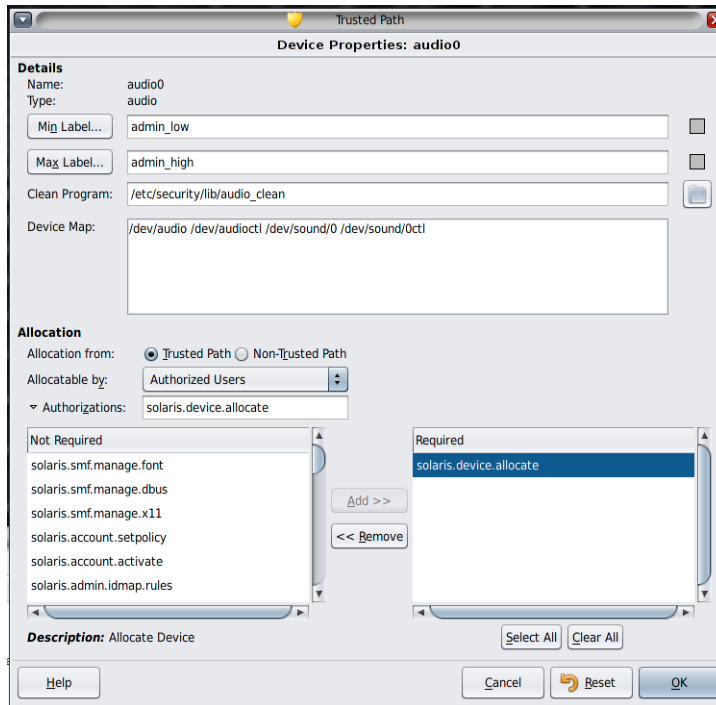 Trusted Path
Device Properties: audio0
Details
Name: audio0
Type: audio
Min Label... admin_low
Max Label... admin_high
Clean Program: /etc/security/lib/audio_clean
Device Map: /dev/audio /dev/audioctl /dev/sound/0 /dev/sound/0ctl
Allocation
Allocation from: Trusted Path Non-Trusted Path
Allocatable by: Authorized Users
Authorizations: solaris.device.allocate
Not Required
solaris.smf.manage.font
solaris.smf.manage.dbus
solaris.smf.manage.x11
solaris.account.setpolicy
solaris.account.activate
solaris.admin.idmap.rules
Add >>
<< Remove
Required
solaris.device.allocate
Description: Allocate Device
Select All Clear All
Help Cancel Reset OK